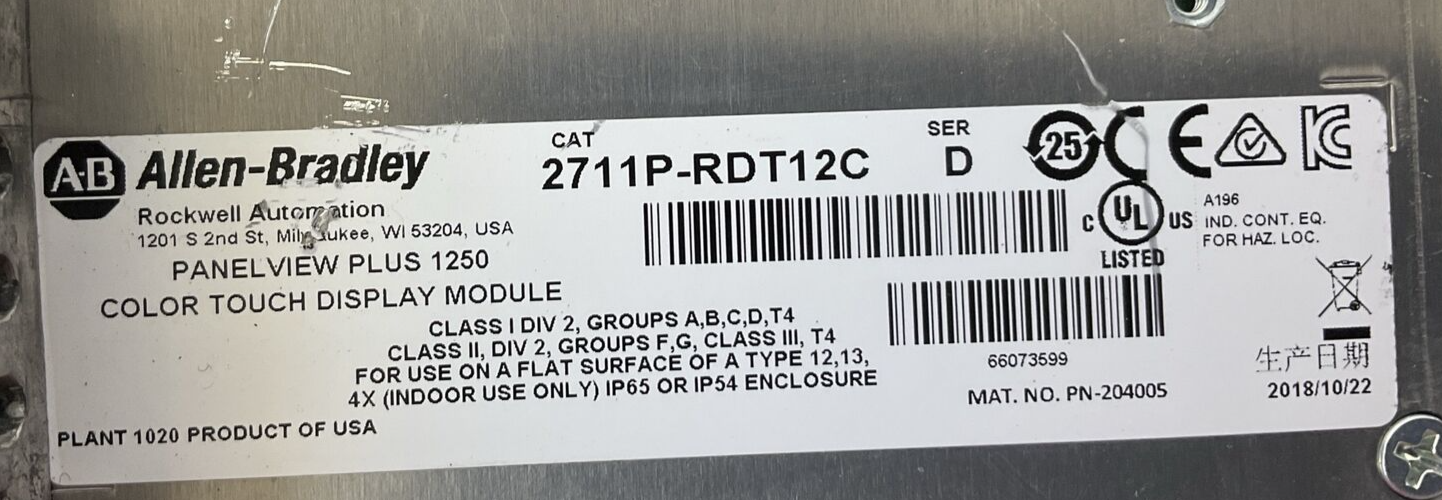 A-B Allen-Bradley
Rockwell Automation
1201 S 2nd St, Milwaukee, WI 53204, USA
PANELVIEW PLUS 1250
COLOR TOUCH DISPLAY MODULE
CAT
2711P-RDT12C
SER
D
25
CE
KC
C UL US
LISTED
A196
IND. CONT. EQ.
FOR HAZ. LOC.
CLASS I DIV 2, GROUPS A,B,C,D,T4
CLASS II, DIV 2, GROUPS F,G, CLASS III, T4
FOR USE ON A FLAT SURFACE OF A TYPE 12,13,
4X (INDOOR USE ONLY) IP65 OR IP54 ENCLOSURE
66073599
MAT. NO. PN-204005
生产日期
2018/10/22
PLANT 1020 PRODUCT OF USA